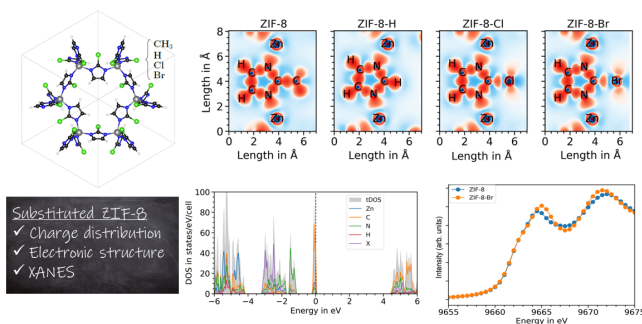 CH3
H
Cl
Br
ZIF-8
ZIF-8-H
ZIF-8-Cl
ZIF-8-Br
Length in Å
8
6
4
2
0
Zn
H
C
N
C
C
C
H
C
N
Zn
Zn
H
C
N
C
H
H
C
N
Zn
Zn
H
C
N
C
Cl
H
C
N
Zn
Zn
H
C
N
C
Br
H
C
N
Zn
0 2 4 6
0 2 4 6
0 2 4 6
0 2 4 6
Length in Å
Length in Å
Length in Å
Length in Å
Substituted ZIF-8
✓ Charge distribution
✓ Electronic structure
✓ XANES
DOS in states/eV/cell
100
80
60
40
20
0
tDOS
Zn
C
N
H
X
−6 −4 −2 0 2 4 6
Energy in eV
Intensity (arb. units)
ZIF-8
ZIF-8-Br
9655 9660 9665 9670 9675
Energy in eV